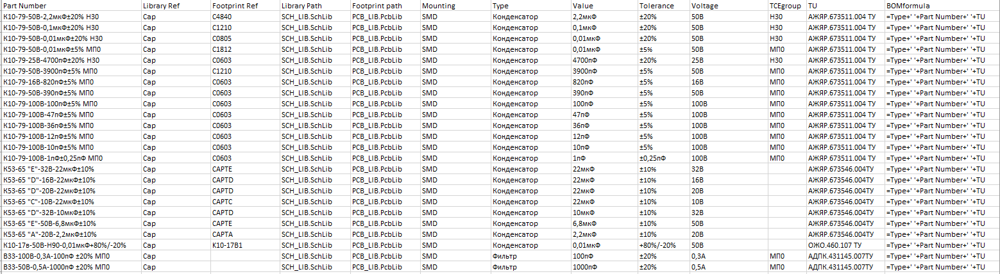 Part Number Library Ref Footprint Ref Library Path Footprint path Mounting Type Value Tolerance Voltage TCEgroup TU BOMformula
К10-79-50В-2,2мкФ±20% Н30 Cap C4840 SCH_LIB.SchLib PCB_LIB.PcbLib SMD Конденсатор 2,2мкФ ±20% 50В Н30 АЖЯР.673511.004 ТУ =Type+' '+Part Number+' '+TU
К10-79-50В-0,1мкФ±20% Н30 Cap C1210 SCH_LIB.SchLib PCB_LIB.PcbLib SMD Конденсатор 0,1мкФ ±20% 50В Н30 АЖЯР.673511.004 ТУ =Type+' '+Part Number+' '+TU
К10-79-50В-0,01мкФ±20% Н30 Cap C0805 SCH_LIB.SchLib PCB_LIB.PcbLib SMD Конденсатор 0,01мкФ ±20% 50В Н30 АЖЯР.673511.004 ТУ =Type+' '+Part Number+' '+TU
К10-79-50В-0,01мкФ±5% МП0 Cap C1812 SCH_LIB.SchLib PCB_LIB.PcbLib SMD Конденсатор 0,01мкФ ±5% 50В МП0 АЖЯР.673511.004 ТУ =Type+' '+Part Number+' '+TU
К10-79-25В-4700пФ±20% Н30 Cap C0603 SCH_LIB.SchLib PCB_LIB.PcbLib SMD Конденсатор 4700пФ ±20% 25В Н30 АЖЯР.673511.004 ТУ =Type+' '+Part Number+' '+TU
К10-79-50В-3900пФ±5% МП0 Cap C1210 SCH_LIB.SchLib PCB_LIB.PcbLib SMD Конденсатор 3900пФ ±5% 50В МП0 АЖЯР.673511.004 ТУ =Type+' '+Part Number+' '+TU
К10-79-16В-820пФ±5% МП0 Cap C0603 SCH_LIB.SchLib PCB_LIB.PcbLib SMD Конденсатор 820пФ ±5% 16В МП0 АЖЯР.673511.004 ТУ =Type+' '+Part Number+' '+TU
К10-79-50В-390пФ±5% МП0 Cap C0603 SCH_LIB.SchLib PCB_LIB.PcbLib SMD Конденсатор 390пФ ±5% 50В МП0 АЖЯР.673511.004 ТУ =Type+' '+Part Number+' '+TU
К10-79-100В-100пФ±5% МП0 Cap C0603 SCH_LIB.SchLib PCB_LIB.PcbLib SMD Конденсатор 100пФ ±5% 100В МП0 АЖЯР.673511.004 ТУ =Type+' '+Part Number+' '+TU
К10-79-100В-47пФ±5% МП0 Cap C0603 SCH_LIB.SchLib PCB_LIB.PcbLib SMD Конденсатор 47пФ ±5% 100В МП0 АЖЯР.673511.004 ТУ =Type+' '+Part Number+' '+TU
К10-79-100В-36пФ±5% МП0 Cap C0603 SCH_LIB.SchLib PCB_LIB.PcbLib SMD Конденсатор 36пФ ±5% 100В МП0 АЖЯР.673511.004 ТУ =Type+' '+Part Number+' '+TU
К10-79-100В-12пФ±5% МП0 Cap C0603 SCH_LIB.SchLib PCB_LIB.PcbLib SMD Конденсатор 12пФ ±5% 100В МП0 АЖЯР.673511.004 ТУ =Type+' '+Part Number+' '+TU
К10-79-100В-10пФ±5% МП0 Cap C0603 SCH_LIB.SchLib PCB_LIB.PcbLib SMD Конденсатор 10пФ ±5% 100В МП0 АЖЯР.673511.004 ТУ =Type+' '+Part Number+' '+TU
К10-79-100В-1пФ±0,25пФ МП0 Cap C0603 SCH_LIB.SchLib PCB_LIB.PcbLib SMD Конденсатор 1пФ ±0,25пФ 100В МП0 АЖЯР.673511.004 ТУ =Type+' '+Part Number+' '+TU
К53-65 "E"-32В-22мкФ±10% Cap CAPTE SCH_LIB.SchLib PCB_LIB.PcbLib SMD Конденсатор 22мкФ ±10% 32В АЖЯР.673546.004ТУ =Type+' '+Part Number+' '+TU
К53-65 "D"-16В-22мкФ±10% Cap CAPTD SCH_LIB.SchLib PCB_LIB.PcbLib SMD Конденсатор 22мкФ ±10% 16В АЖЯР.673546.004ТУ =Type+' '+Part Number+' '+TU
К53-65 "D"-20В-22мкФ±10% Cap CAPTD SCH_LIB.SchLib PCB_LIB.PcbLib SMD Конденсатор 22мкФ ±10% 20В АЖЯР.673546.004ТУ =Type+' '+Part Number+' '+TU
К53-65 "C"-10В-22мкФ±10% Cap CAPTC SCH_LIB.SchLib PCB_LIB.PcbLib SMD Конденсатор 22мкФ ±10% 10В АЖЯР.673546.004ТУ =Type+' '+Part Number+' '+TU
К53-65 "D"-32В-10мкФ±10% Cap CAPTD SCH_LIB.SchLib PCB_LIB.PcbLib SMD Конденсатор 10мкФ ±10% 32В АЖЯР.673546.004ТУ =Type+' '+Part Number+' '+TU
К53-65 "E"-50В-6,8мкФ±10% Cap CAPTE SCH_LIB.SchLib PCB_LIB.PcbLib SMD Конденсатор 6,8мкФ ±10% 50В АЖЯР.673546.004ТУ =Type+' '+Part Number+' '+TU
К53-65 "A"-20В-2,2мкФ±10% Cap CAPTA SCH_LIB.SchLib PCB_LIB.PcbLib SMD Конденсатор 2,2мкФ ±10% 20В АЖЯР.673546.004ТУ =Type+' '+Part Number+' '+TU
К10-17в-50В-Н90-0,01мкФ+80%/-20% Cap К10-17В1 SCH_LIB.SchLib PCB_LIB.PcbLib SMD Конденсатор 0,01мкФ +80%/-20% 50В ОЖО.460.107 ТУ =Type+' '+Part Number+' '+TU
В33-100В-0,3А-100пФ ±20% МП0 Cap SCH_LIB.SchLib PCB_LIB.PcbLib SMD Фильтр 100пФ ±20% 0,3А МП0 АДПК.431145.007ТУ =Type+' '+Part Number+' '+TU
В33-50В-0,5А-1000пФ ±20% МП0 Cap SCH_LIB.SchLib PCB_LIB.PcbLib SMD Фильтр 1000пФ ±20% 0,5А МП0 АДПК.431145.007ТУ =Type+' '+Part Number+' '+TU